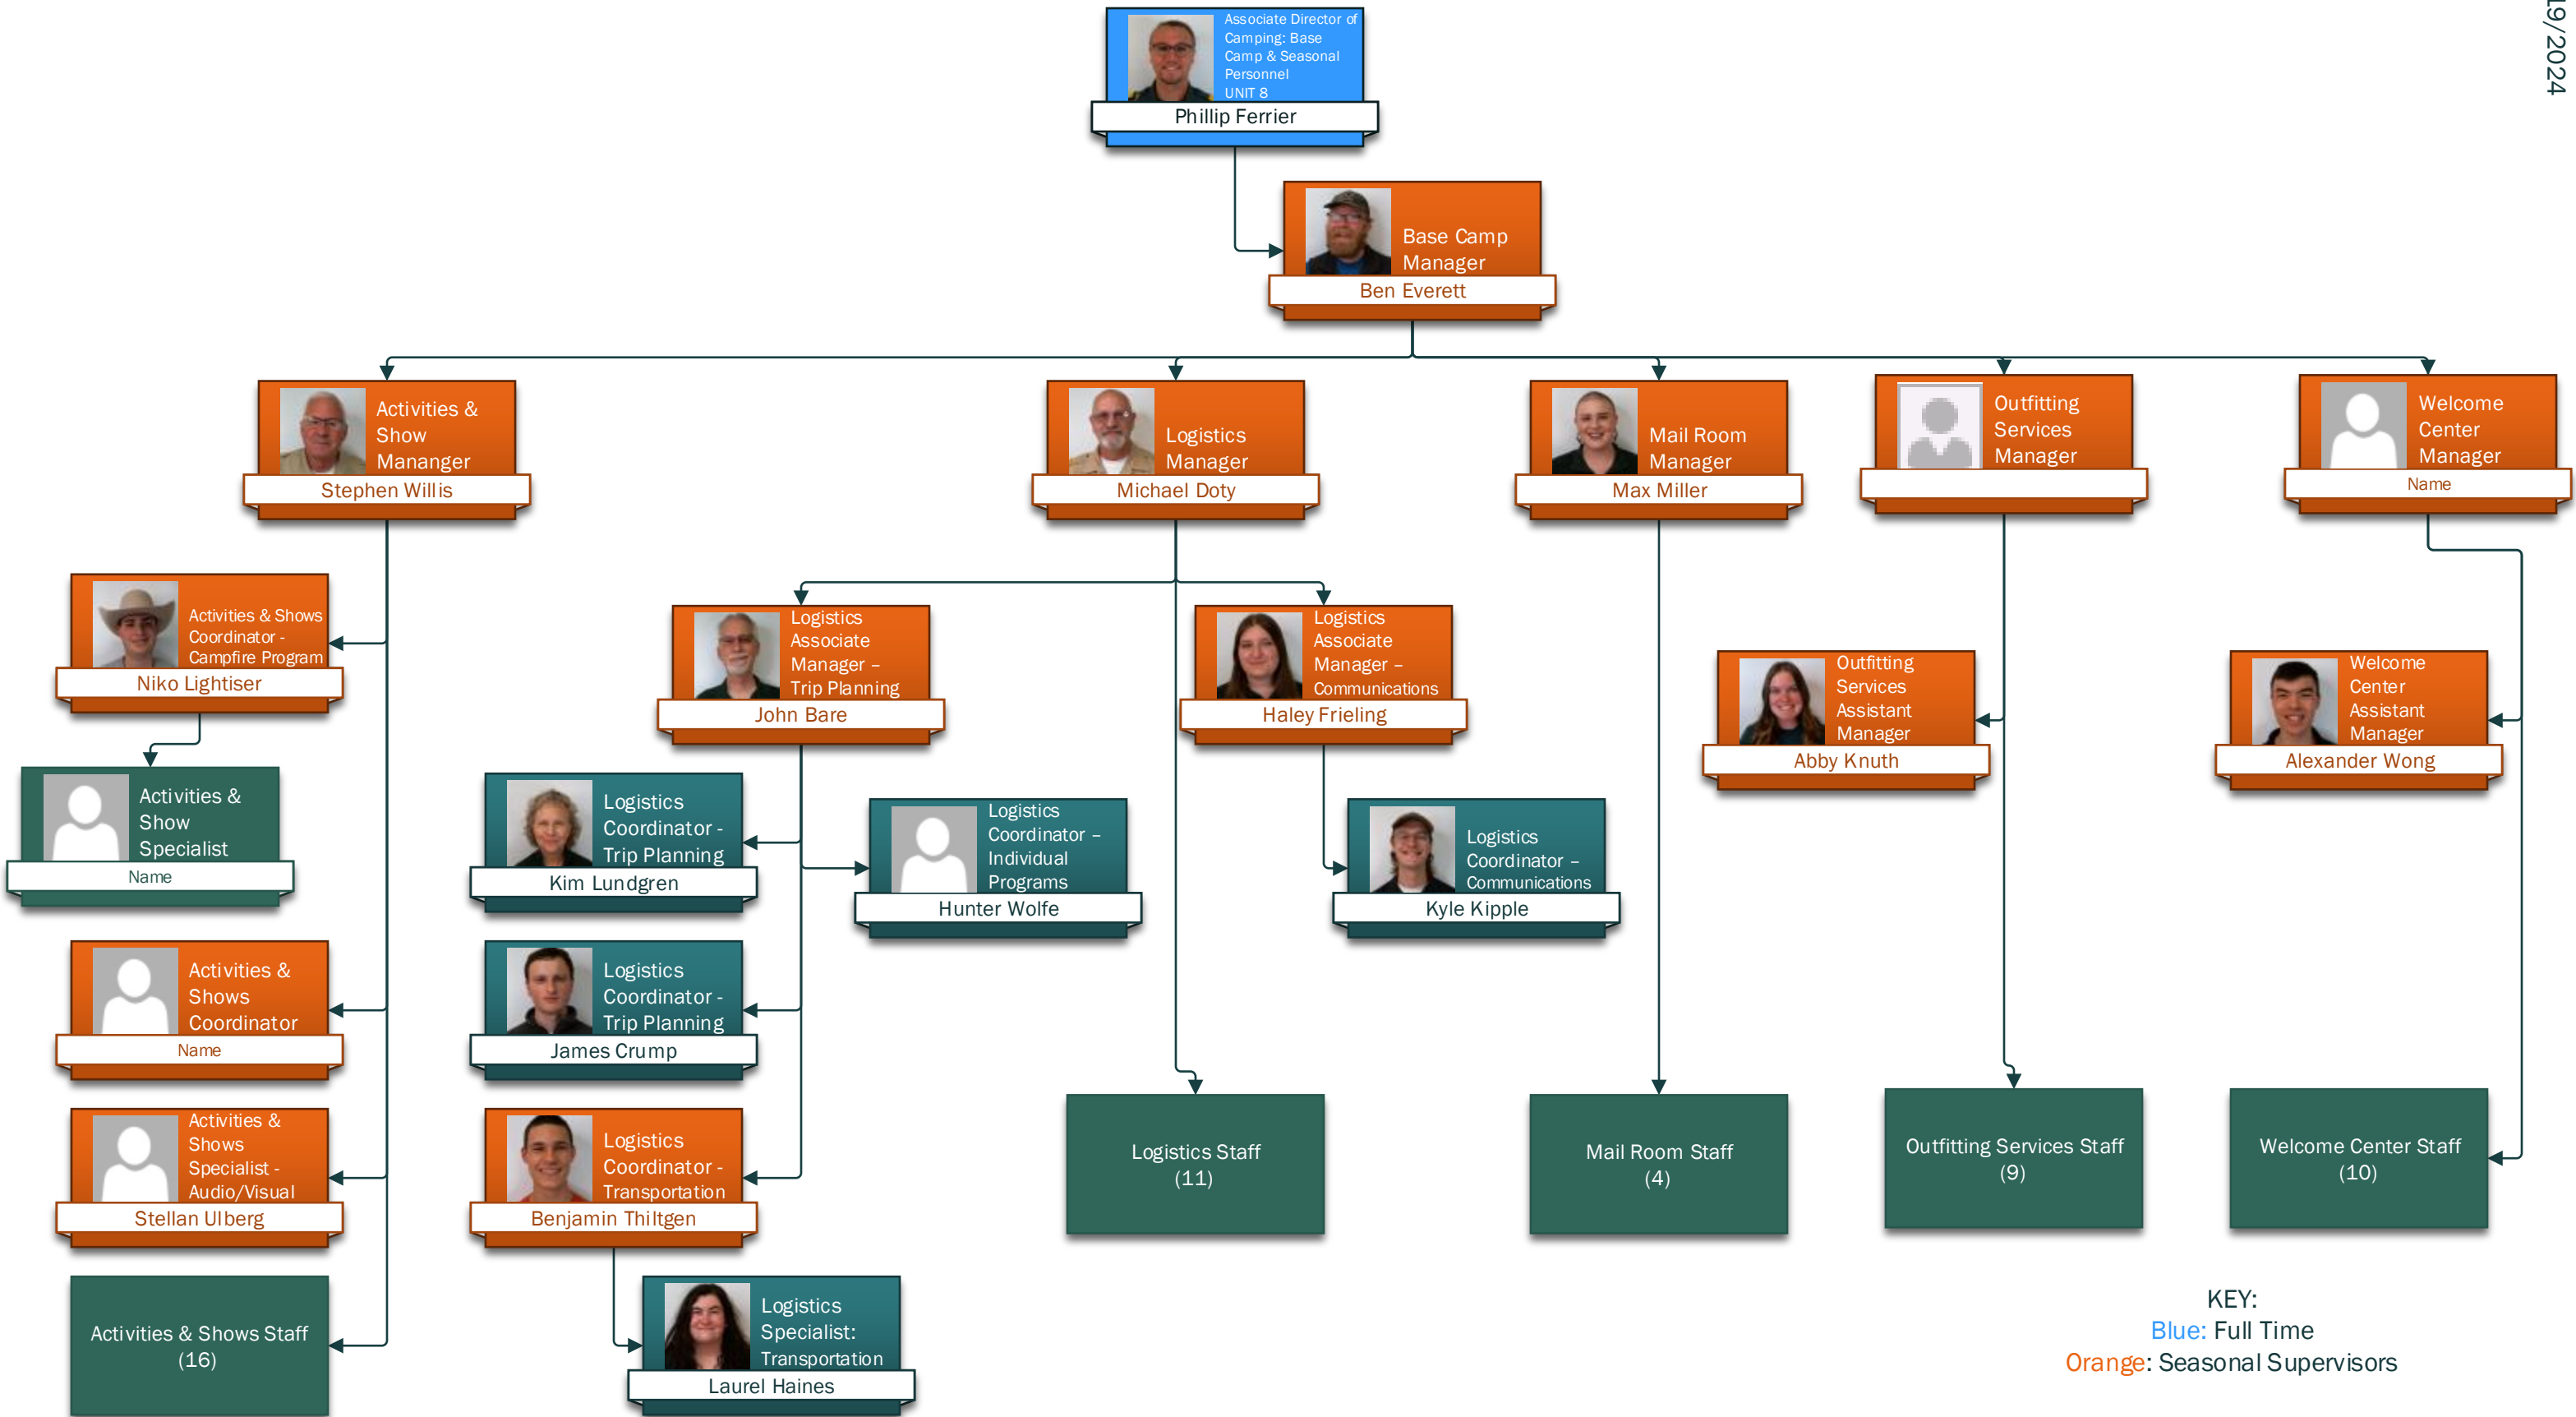 19/2024
Associate Director of
Camping: Base
Camp & Seasonal
Personnel
UNIT 8
Phillip Ferrier
Base Camp
Manager
Ben Everett
Activities &
Show
Mananger
Stephen Willis
Logistics
Manager
Michael Doty
Mail Room
Manager
Max Miller
Outfitting
Services
Manager
Welcome
Center
Manager
Name
Activities & Shows
Coordinator -
Campfire Program
Niko Lightiser
Logistics
Associate
Manager –
Trip Planning
John Bare
Logistics
Associate
Manager –
Communications
Haley Frieling
Outfitting
Services
Assistant
Manager
Abby Knuth
Welcome
Center
Assistant
Manager
Alexander Wong
Activities &
Show
Specialist
Name
Logistics
Coordinator -
Trip Planning
Kim Lundgren
Logistics
Coordinator –
Individual
Programs
Hunter Wolfe
Logistics
Coordinator –
Communications
Kyle Kipple
Activities &
Shows
Coordinator
Name
Logistics
Coordinator -
Trip Planning
James Crump
Activities &
Shows
Specialist -
Audio/Visual
Stellan Ulberg
Logistics
Coordinator -
Transportation
Benjamin Thiltgen
Logistics Staff
(11)
Mail Room Staff
(4)
Outfitting Services Staff
(9)
Welcome Center Staff
(10)
Activities & Shows Staff
(16)
Logistics
Specialist:
Transportation
Laurel Haines
KEY:
Blue: Full Time
Orange: Seasonal Supervisors